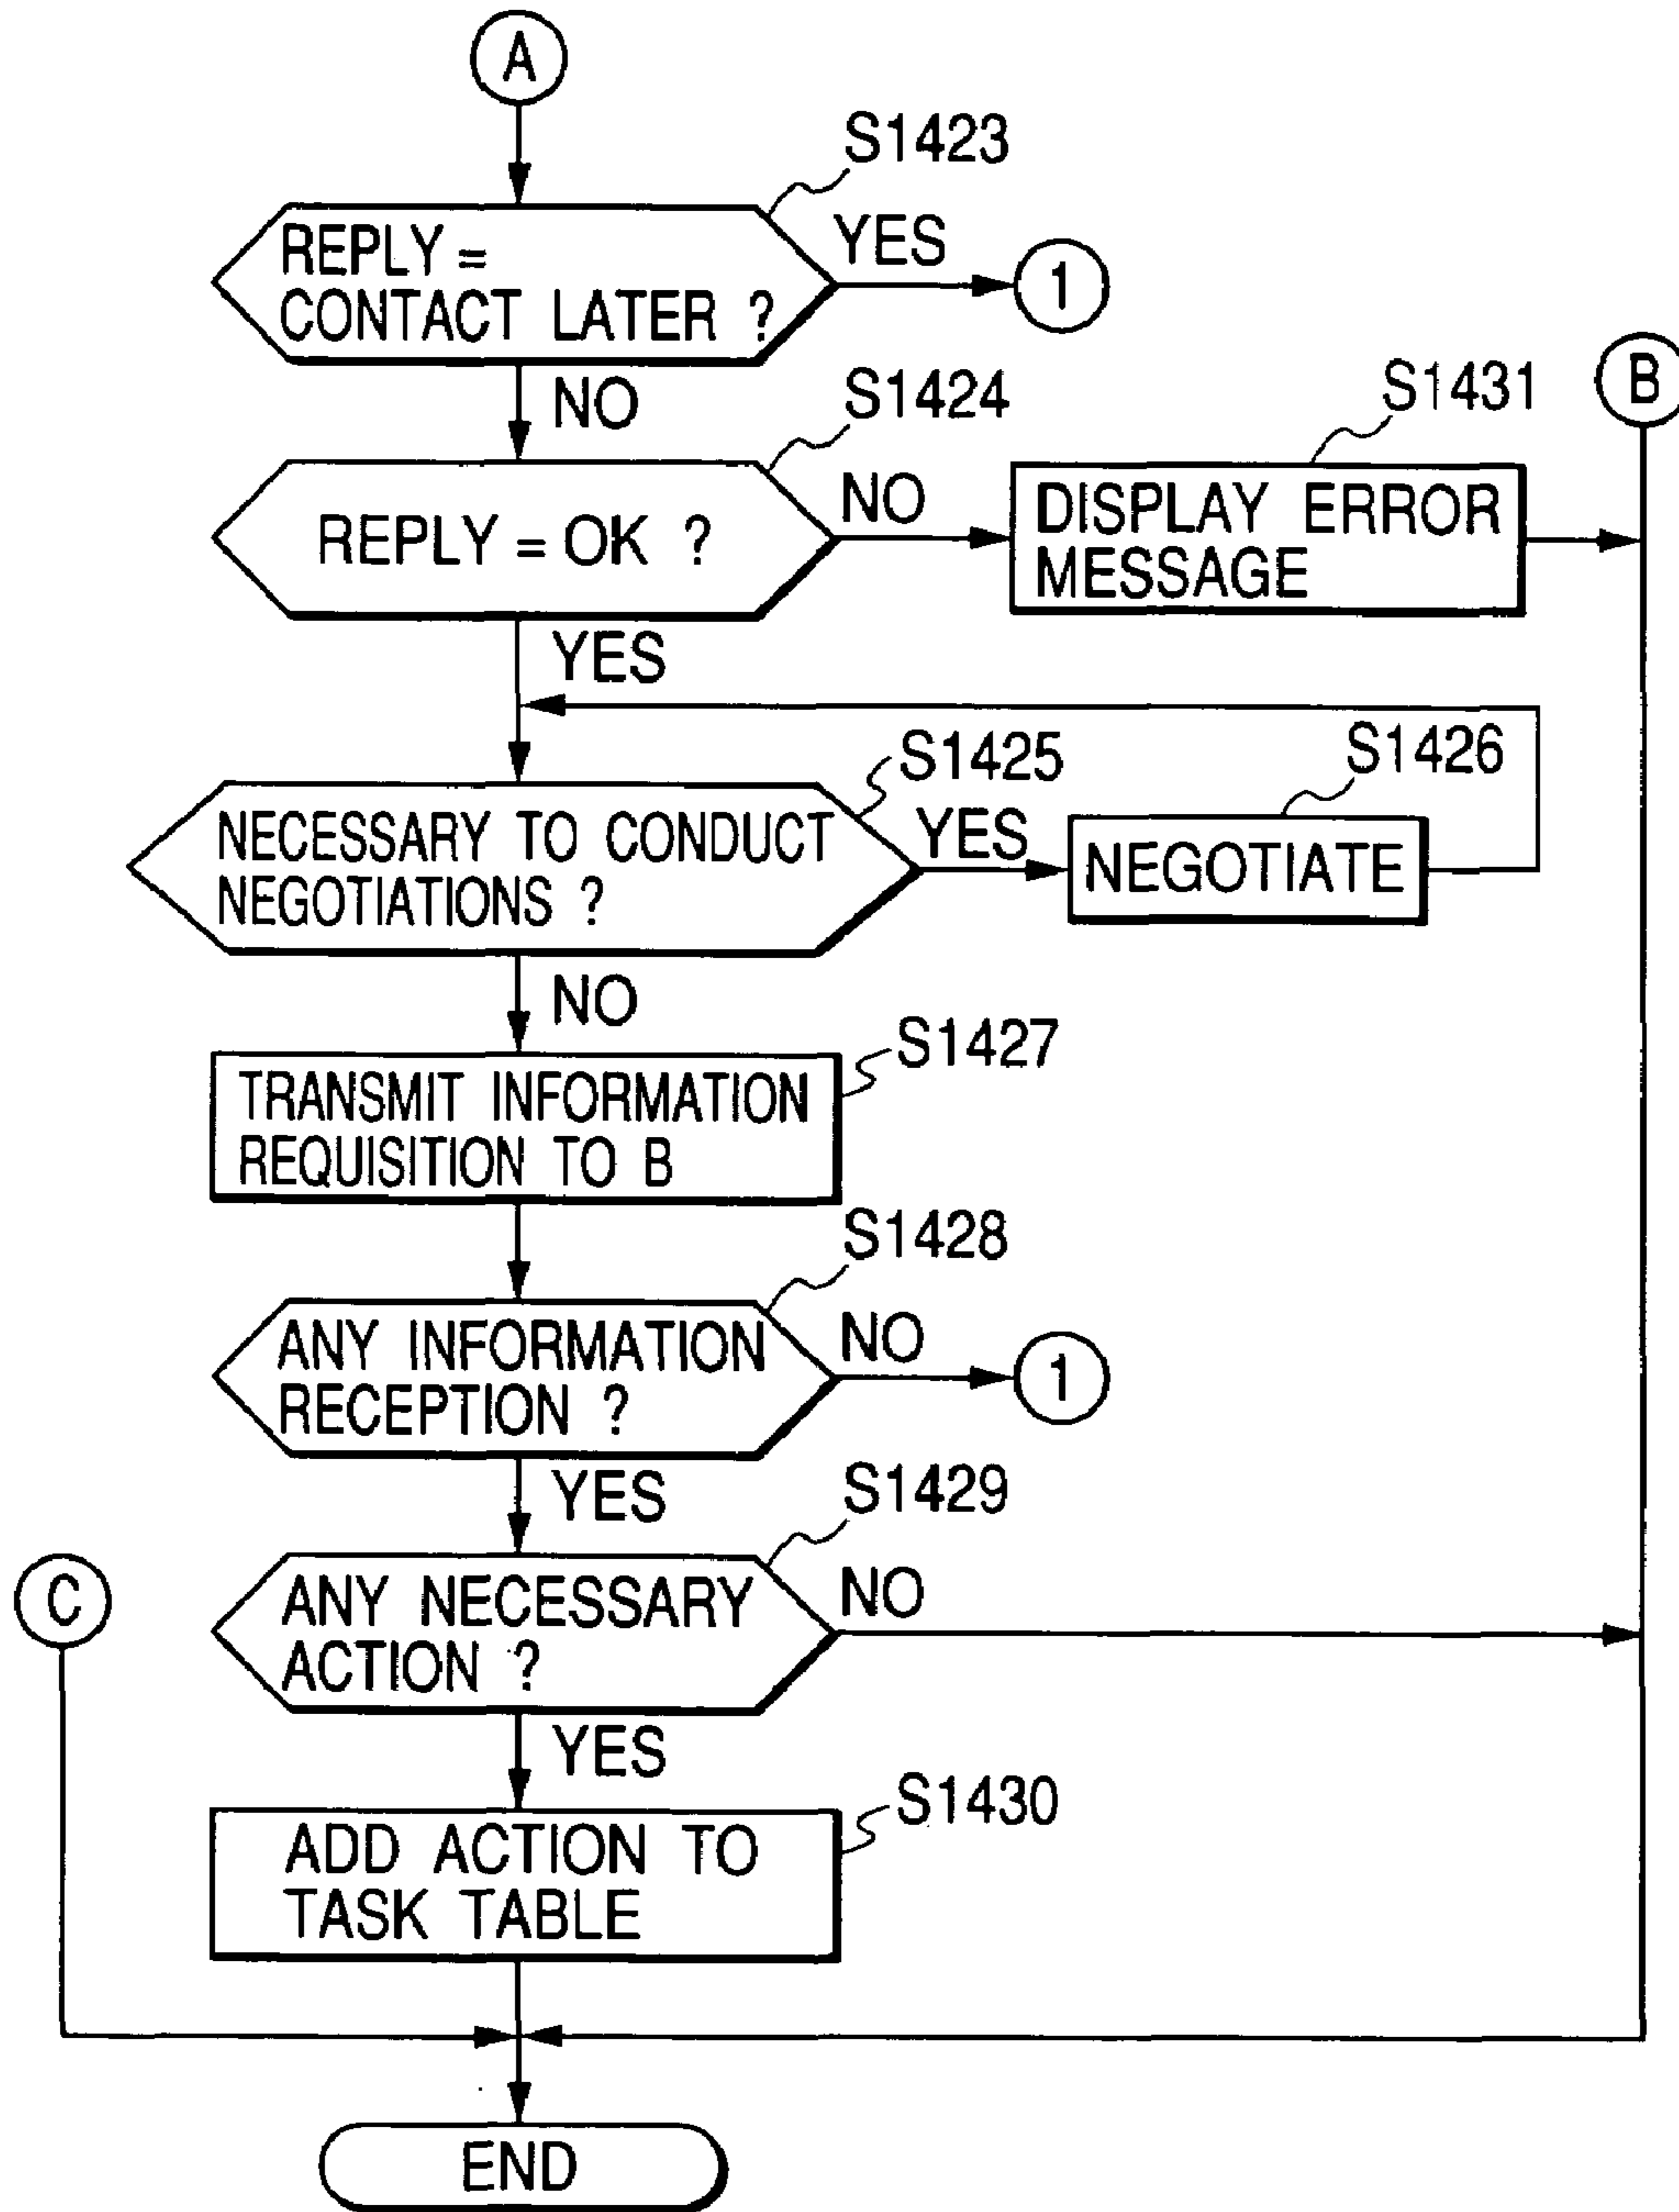 A
S1423
REPLY =
CONTACT LATER ?
YES
1
NO
S1424
REPLY = OK ?
NO
S1431
DISPLAY ERROR
MESSAGE
B
YES
S1425
NECESSARY TO CONDUCT
NEGOTIATIONS ?
YES
S1426
NEGOTIATE
NO
S1427
TRANSMIT INFORMATION
REQUISITION TO B
S1428
ANY INFORMATION
RECEPTION ?
NO
1
YES
S1429
ANY NECESSARY
ACTION ?
NO
C
YES
S1430
ADD ACTION TO
TASK TABLE
END